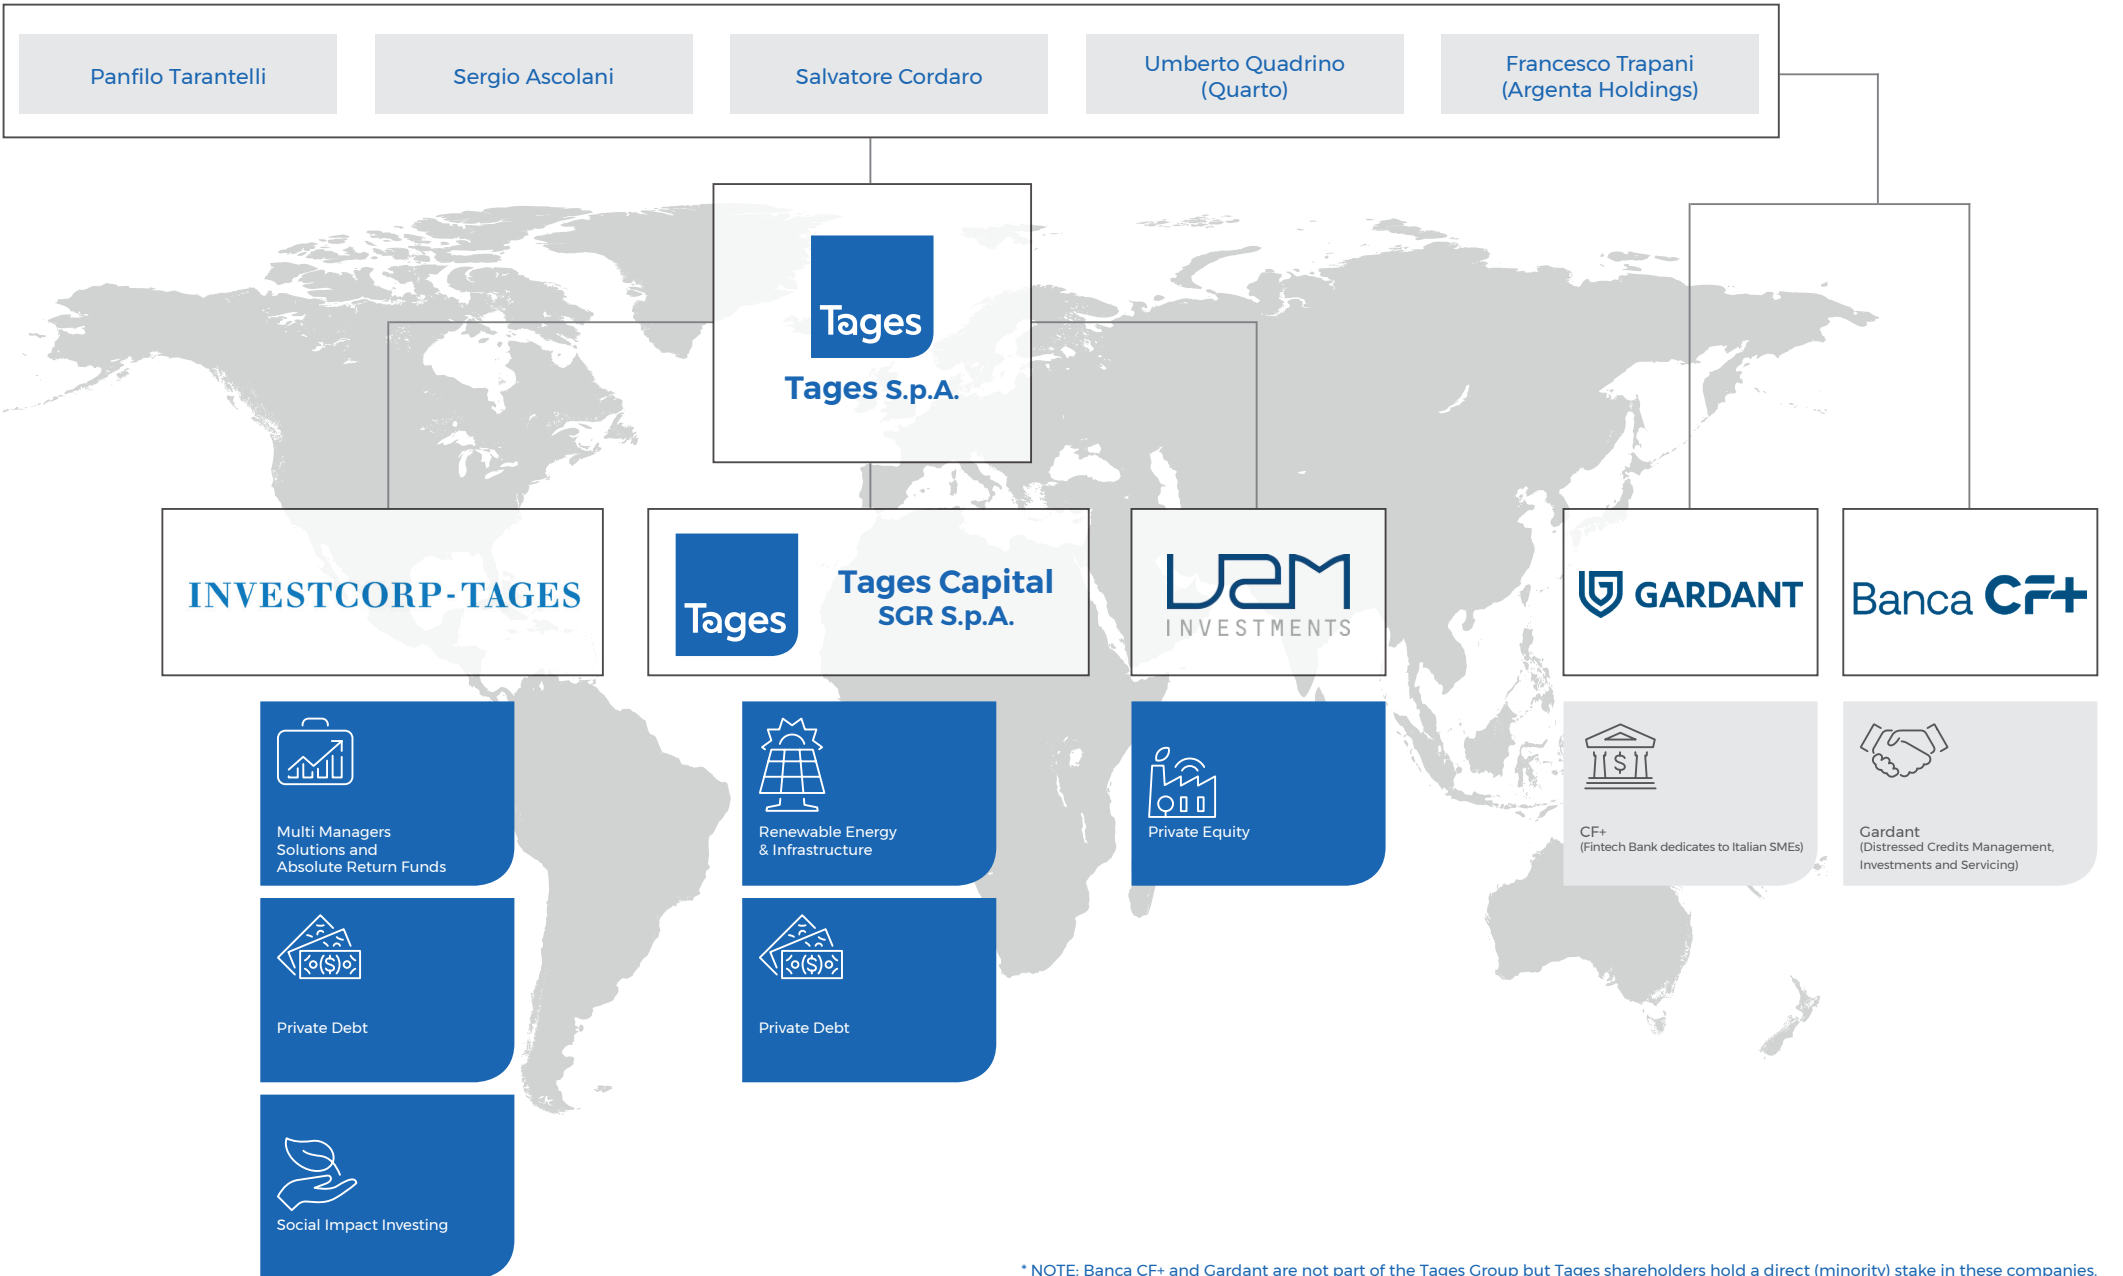 Panfilo Tarantelli
Sergio Ascolani
Salvatore Cordaro
Umberto Quadrino
(Quarto)
Francesco Trapani
(Argenta Holdings)
Tages
Tages S.p.A.
INVESTCORP-TAGES
Tages
Tages Capital
SGR S.p.A.
INVESTMENTS
GARDANT
Banca CF+
Multi Managers
Solutions and
Absolute Return Funds
Renewable Energy
& Infrastructure
Private Equity
CF+
(Fintech Bank dedicates to Italian SMEs)
Gardant
(Distressed Credits Management,
Investments and Servicing)
Private Debt
Private Debt
Social Impact Investing
* NOTE: Banca CF+ and Gardant are not part of the Tages Group but Tages shareholders hold a direct (minority) stake in these companies.